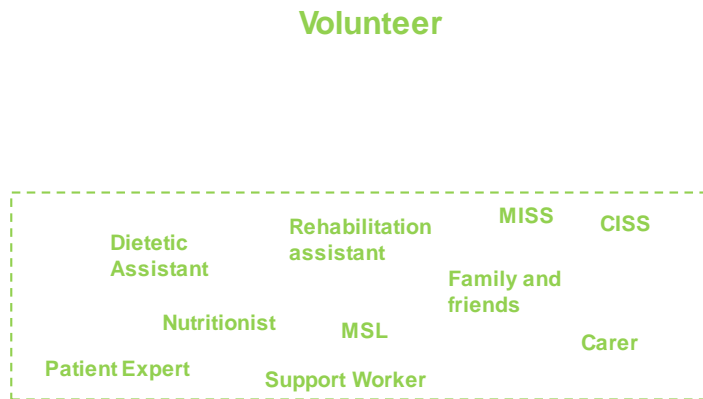 Volunteer
MISS
CISS
Rehabilitation
assistant
Dietetic
Assistant
Family and
friends
Nutritionist
MSL
Carer
Patient Expert
Support Worker